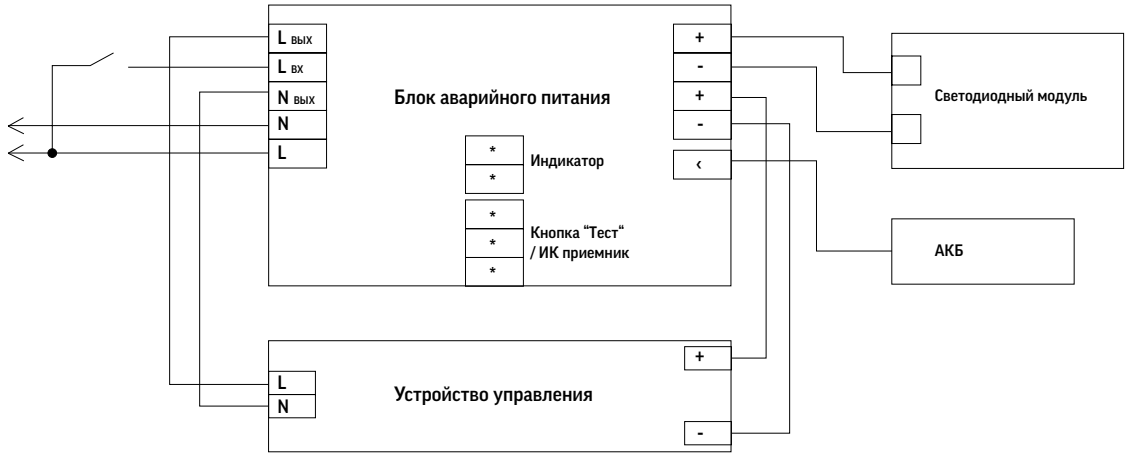 L вых
L вх
N вых
N
L
Блок аварийного питания
*
*
Индикатор
*
*
*
Кнопка “Тест“
/ ИК приемник
+
-
+
-
‹
Светодиодный модуль
АКБ
L
N
Устройство управления
+
-